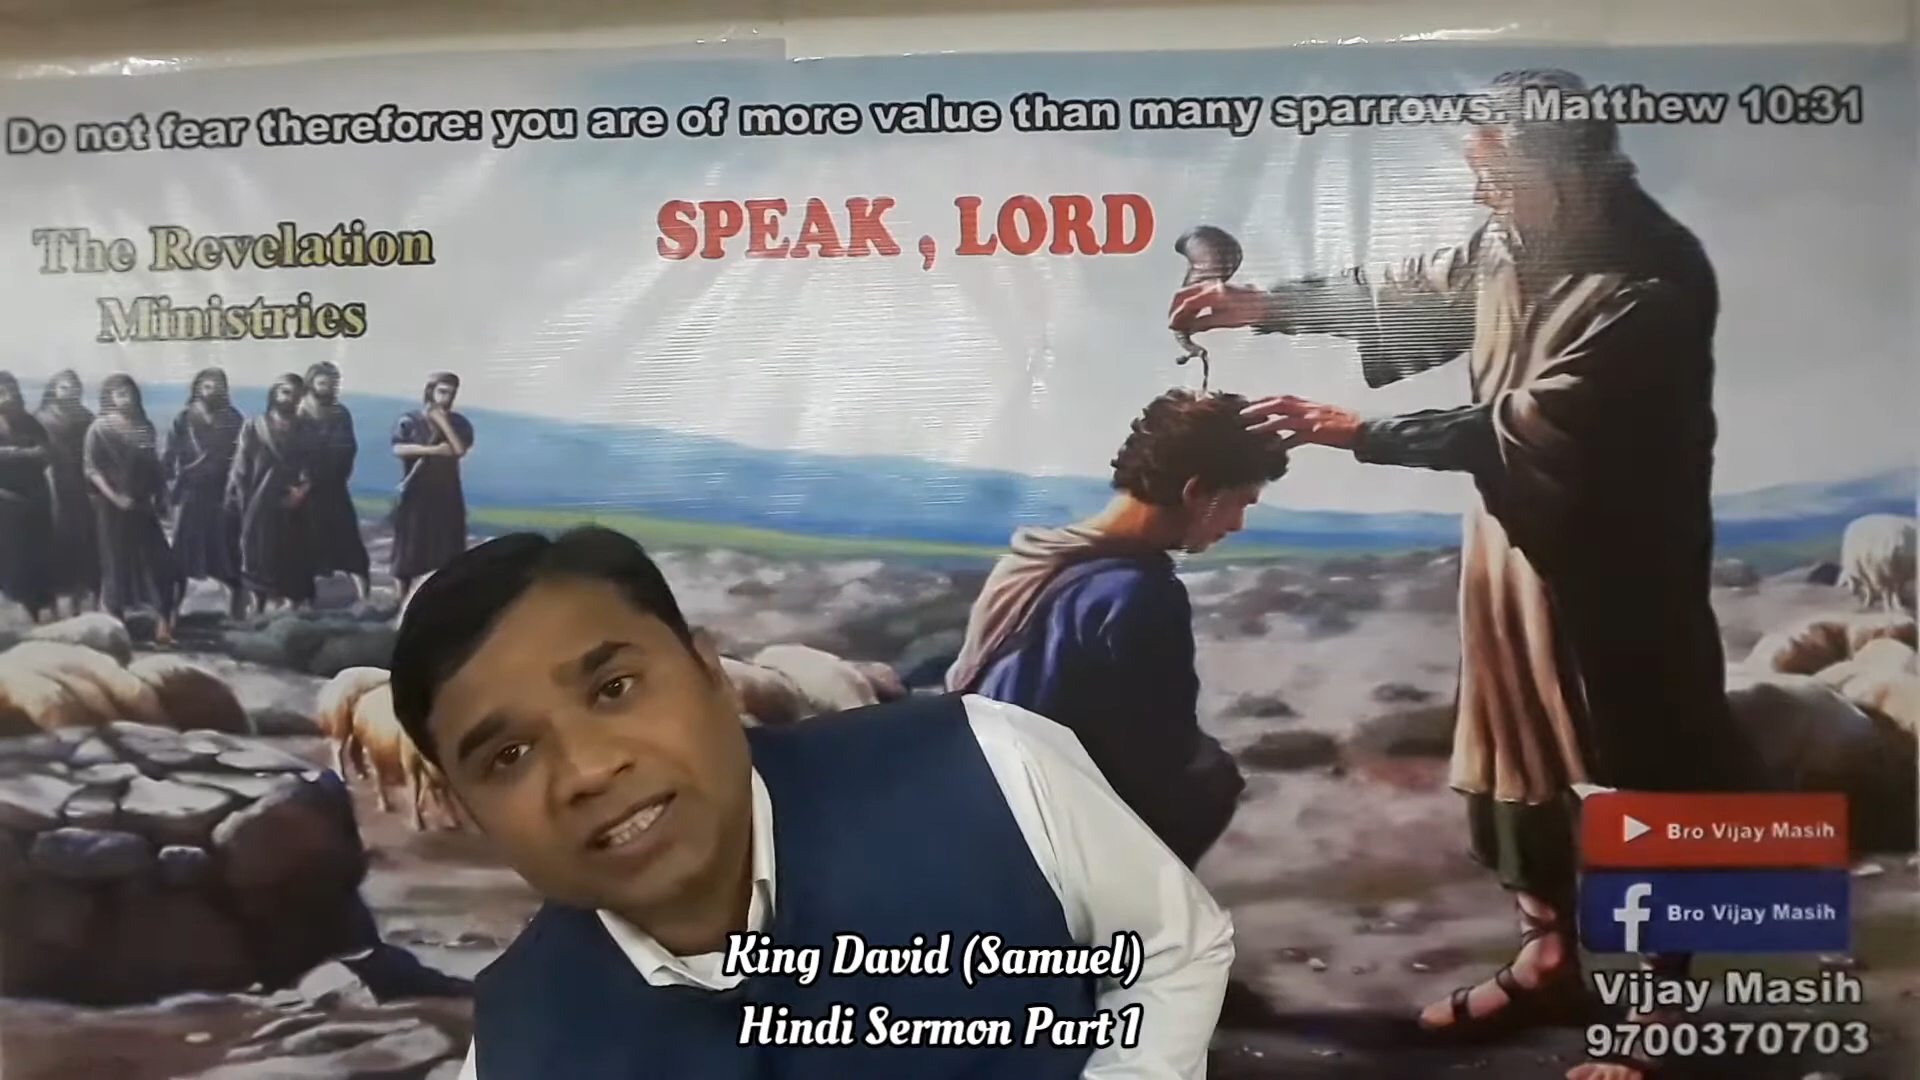 Do not fear therefore: you are of more value than many sparrows. Matthew 10:31
SPEAK , LORD
The Revelation
Ministries
Bro Vijay Masih
Bro Vijay Masih
Vijay Masih
9700370703
King David (Samuel)
Hindi Sermon Part 1